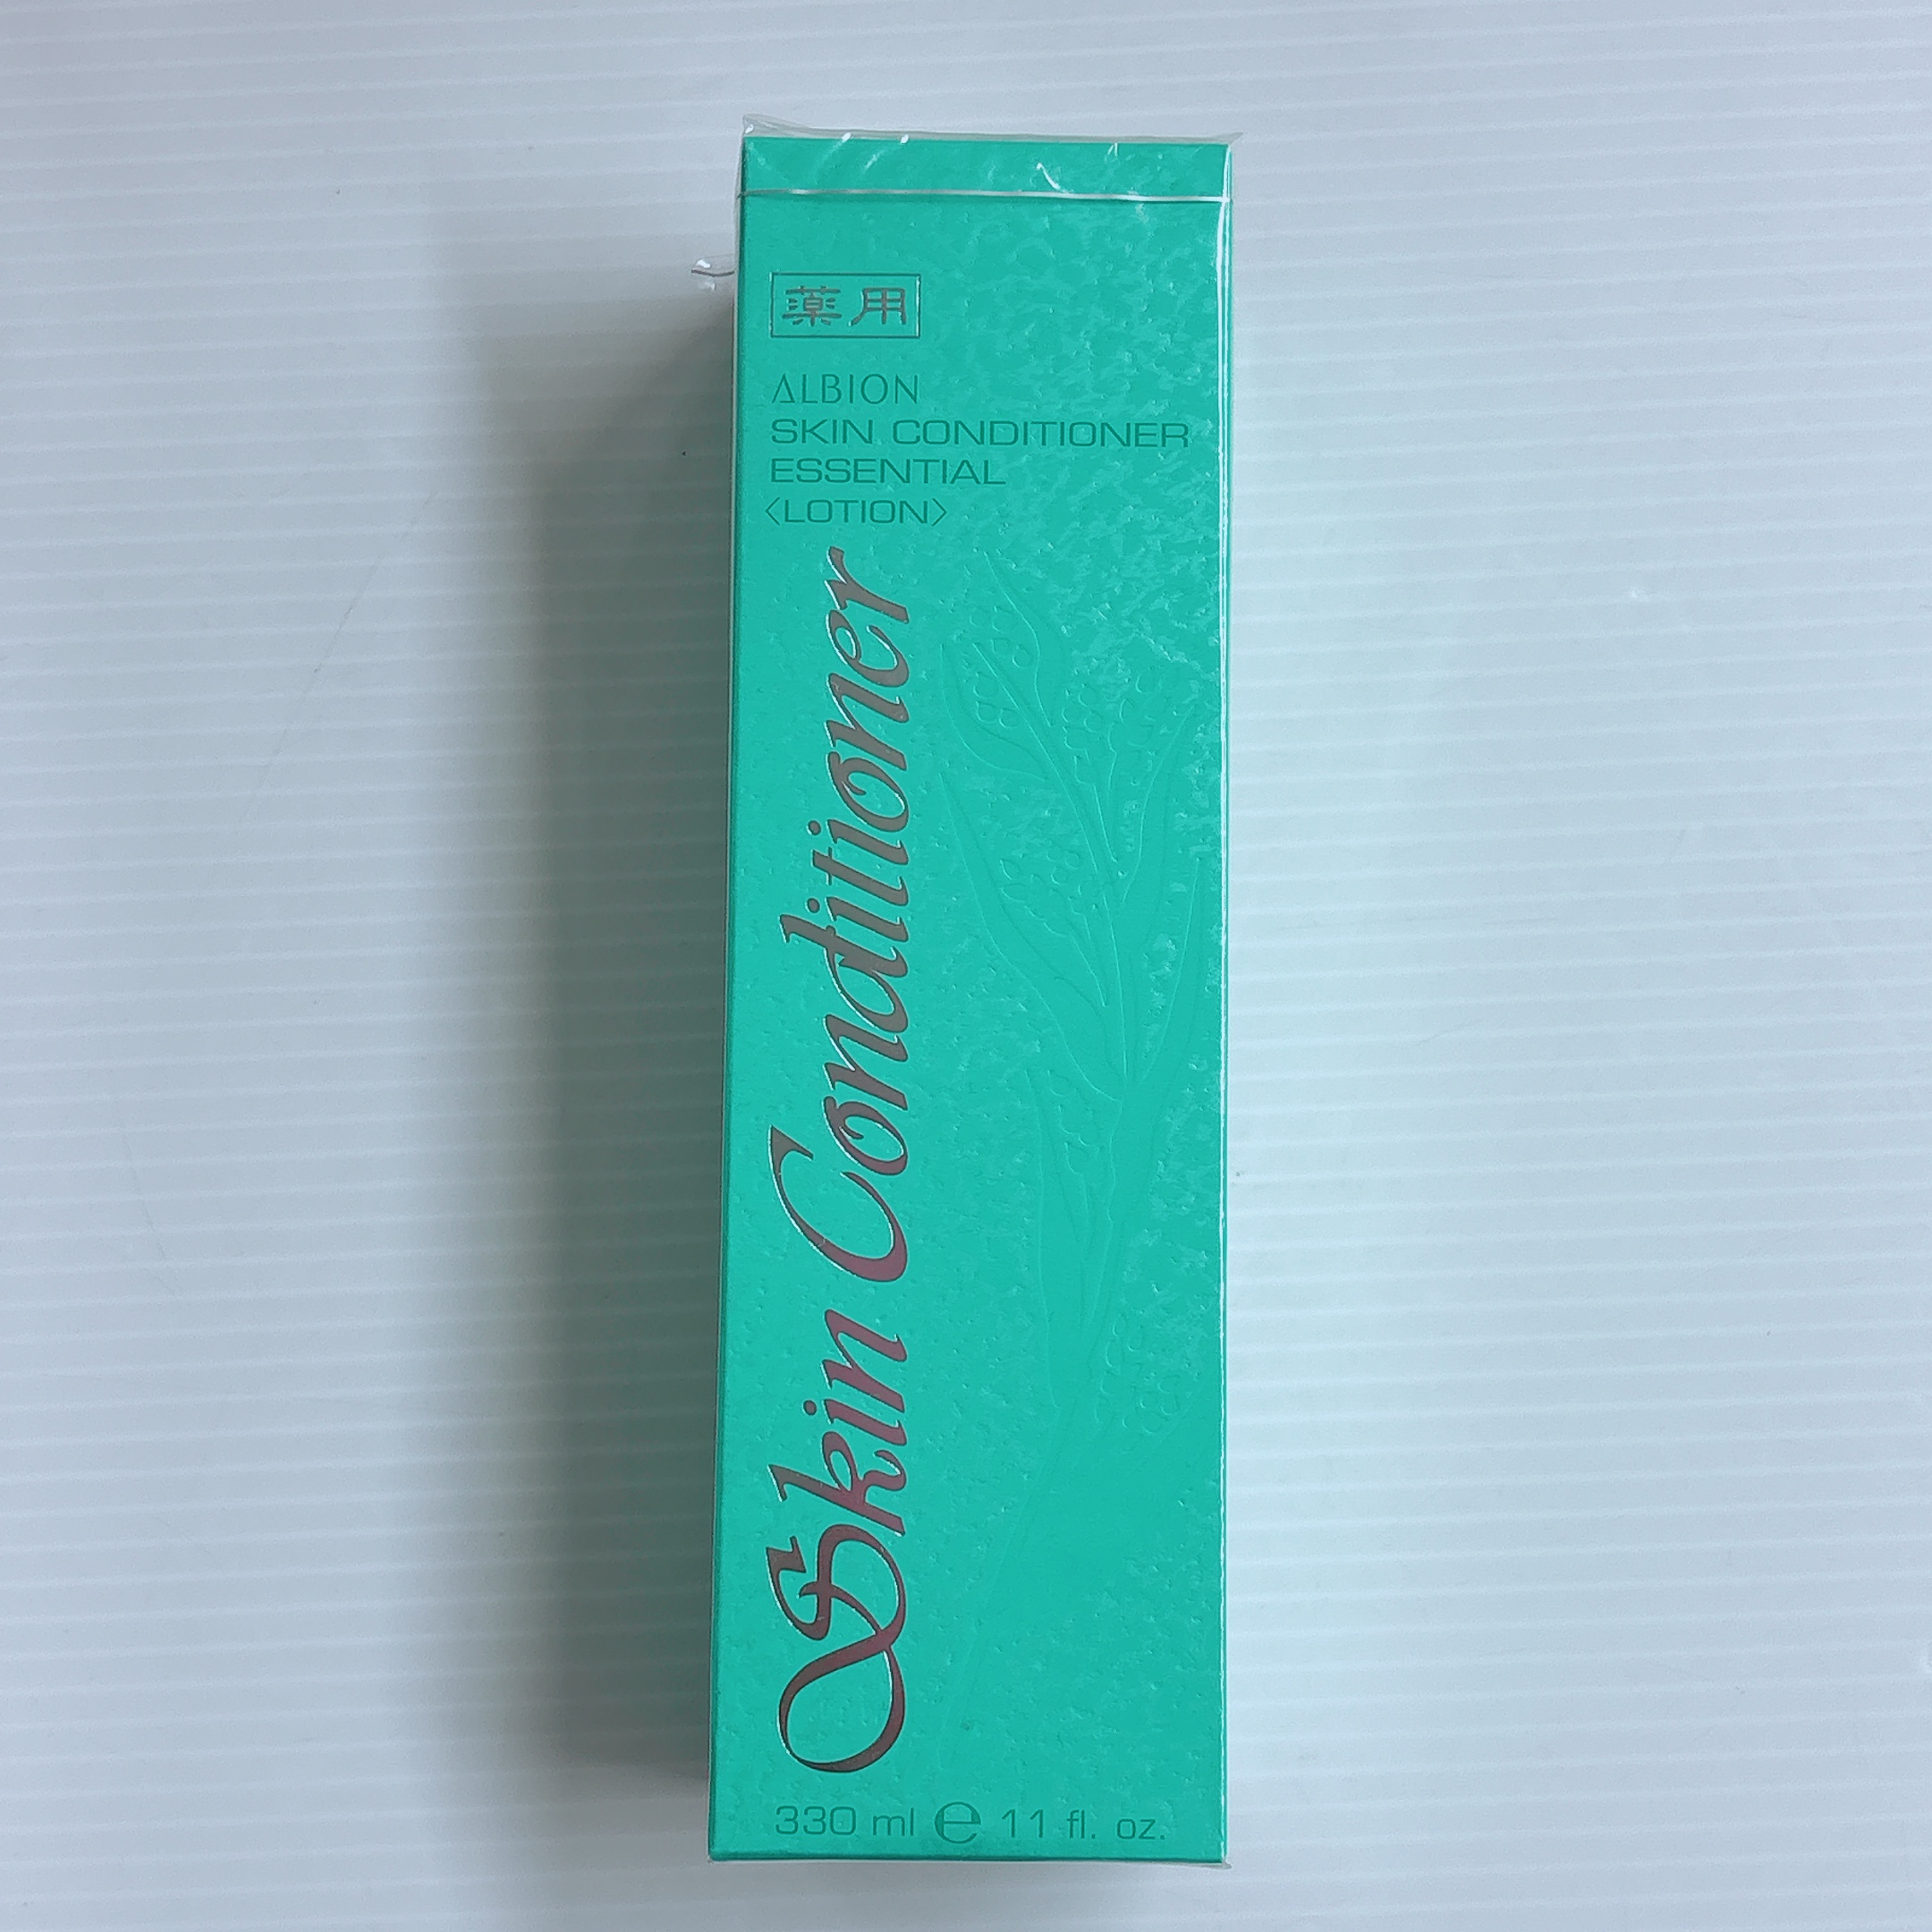 薬用
ALBION
SKIN CONDITIONER
ESSENTIAL
〈LOTION〉
Skin Conditioner
330 ml ℮ 11 fl. oz.